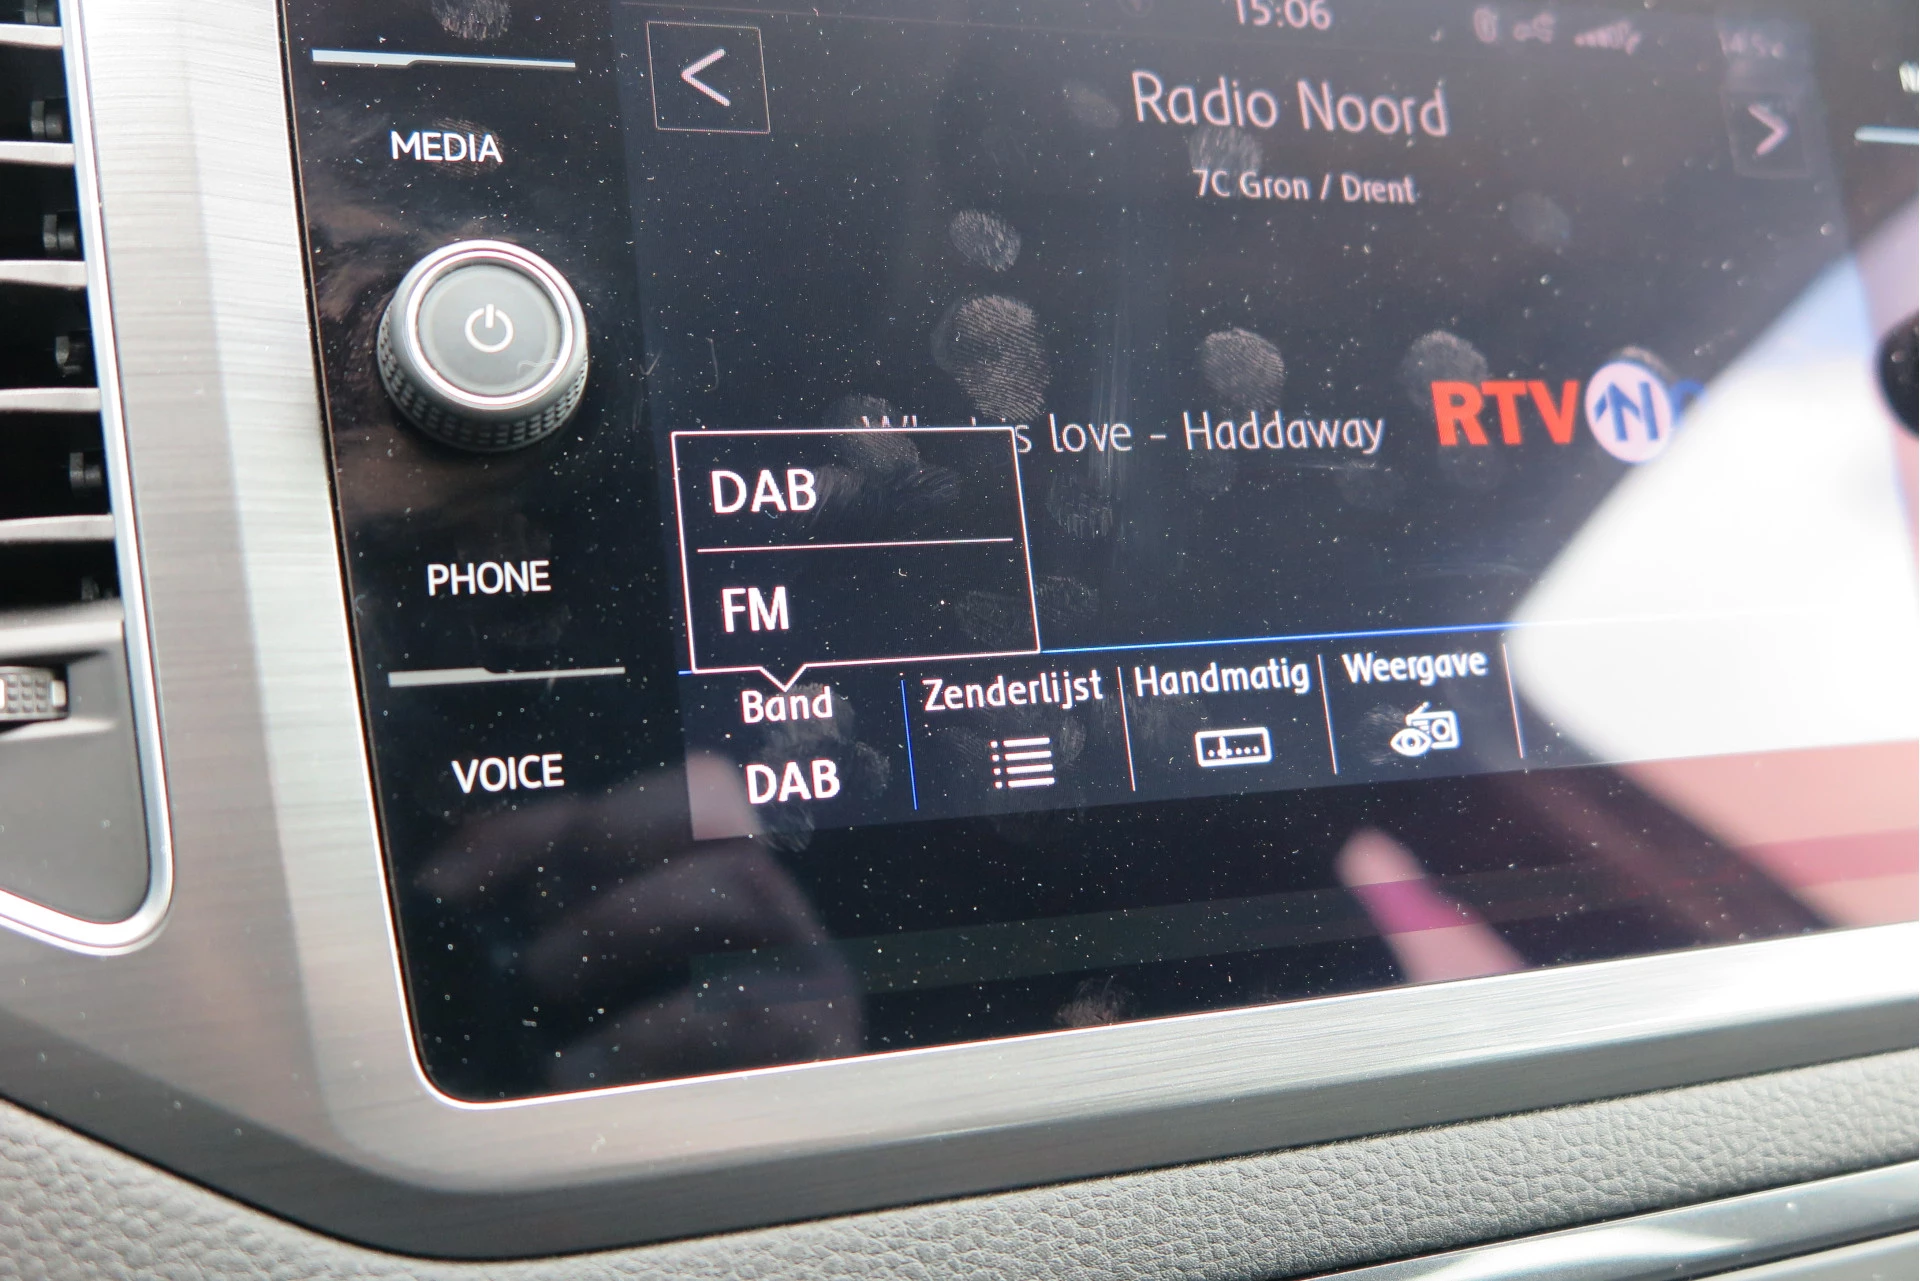 15:06
Radio Noord
7C Gron / Drent
MEDIA
is love - Haddaway
RTV N
DAB
FM
PHONE
Band
Zenderlijst
Handmatig
Weergave
VOICE
DAB